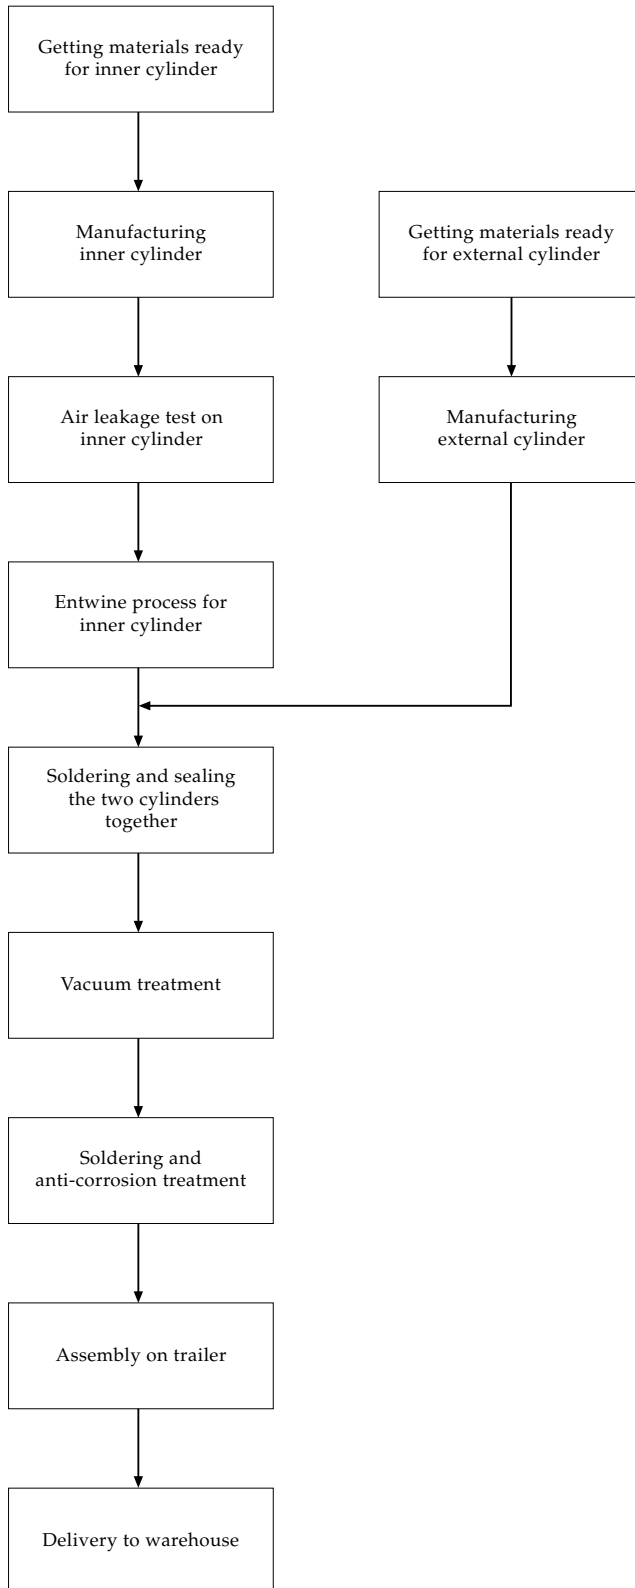 Getting materials ready
for inner cylinder
Manufacturing
inner cylinder
Getting materials ready
for external cylinder
Air leakage test on
inner cylinder
Manufacturing
external cylinder
Entwine process for
inner cylinder
Soldering and sealing
the two cylinders
together
Vacuum treatment
Soldering and
anti-corrosion treatment
Assembly on trailer
Delivery to warehouse